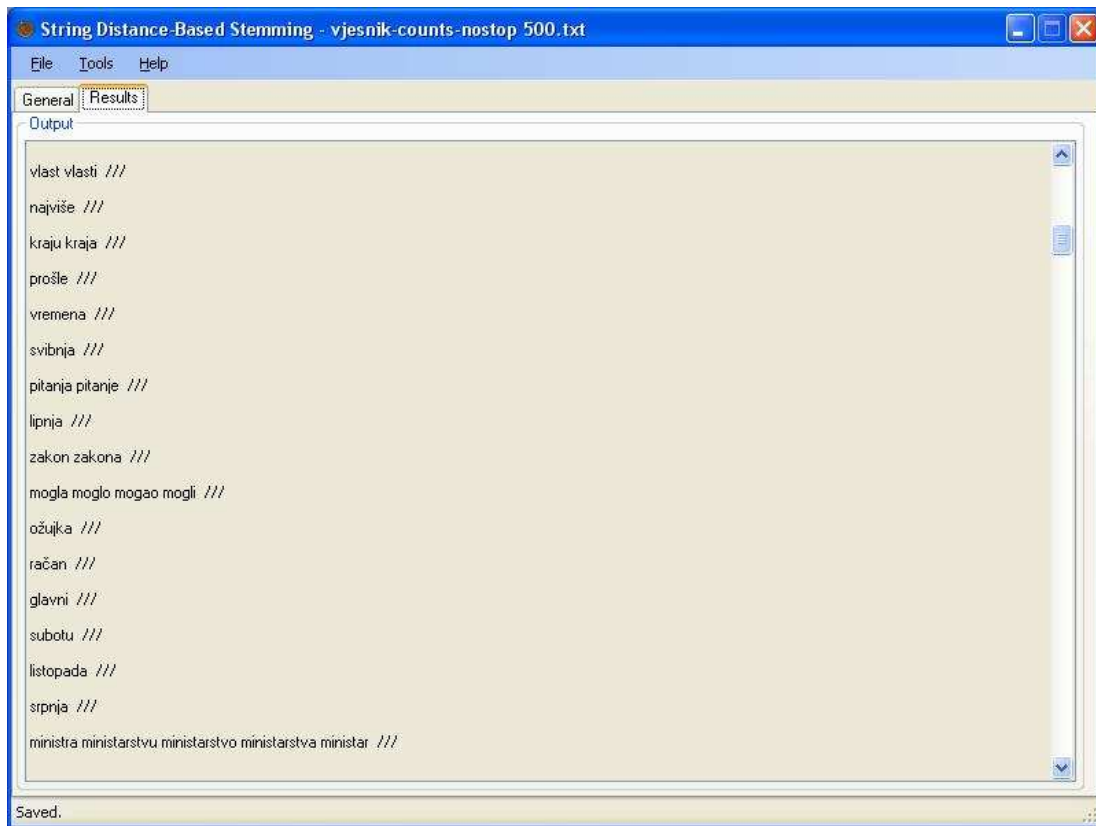 String Distance-Based Stemming - vjesnik-counts-nostop 500.txt
File Tools Help
General Results
Output
vlast vlasti ///
najviše ///
kraju kraja ///
prošle ///
vremena ///
svibnja ///
pitanja pitanje ///
lipnja ///
zakon zakona ///
mogla moglo mogao mogli ///
ožujka ///
račan ///
glavni ///
subotu ///
listopada ///
srpnja ///
ministra ministarstvu ministarstvo ministarstva ministar ///
Saved.